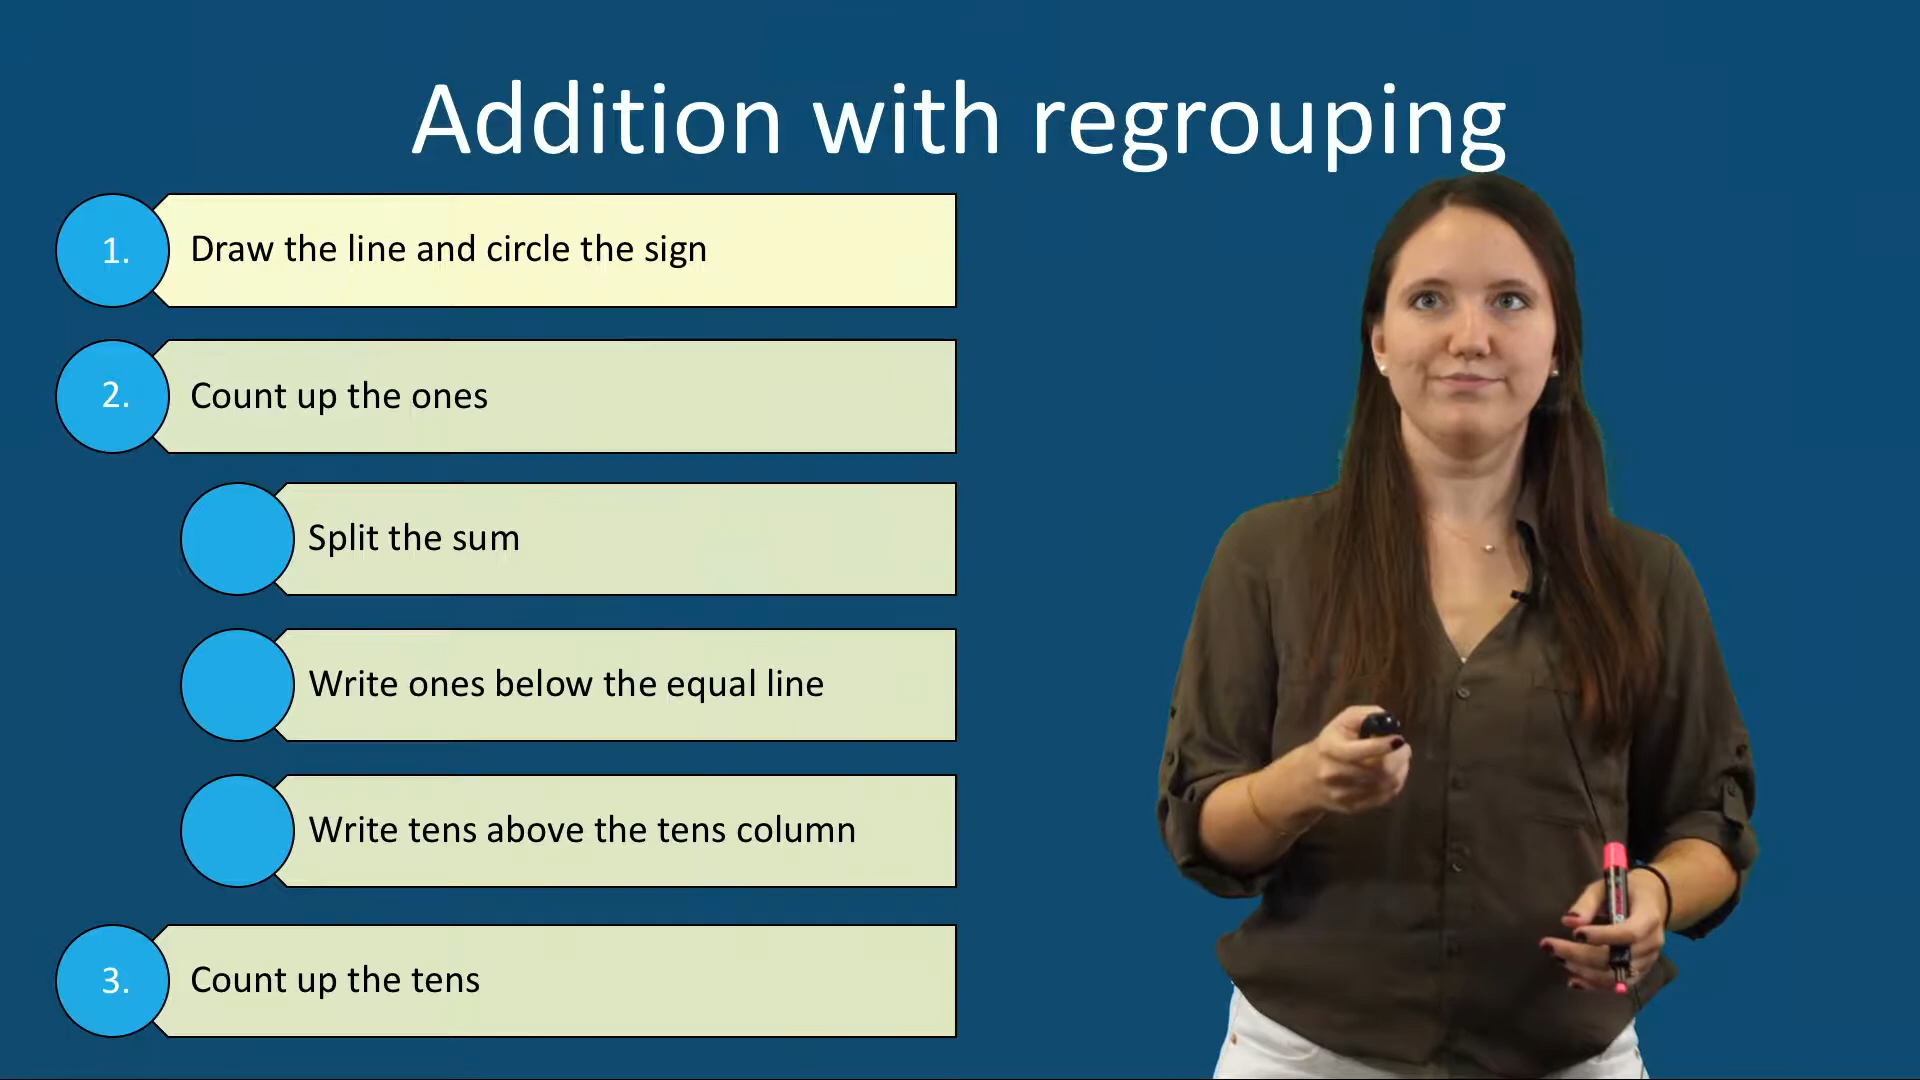 Addition with regrouping
1. Draw the line and circle the sign
2. Count up the ones
Split the sum
Write ones below the equal line
Write tens above the tens column
3. Count up the tens